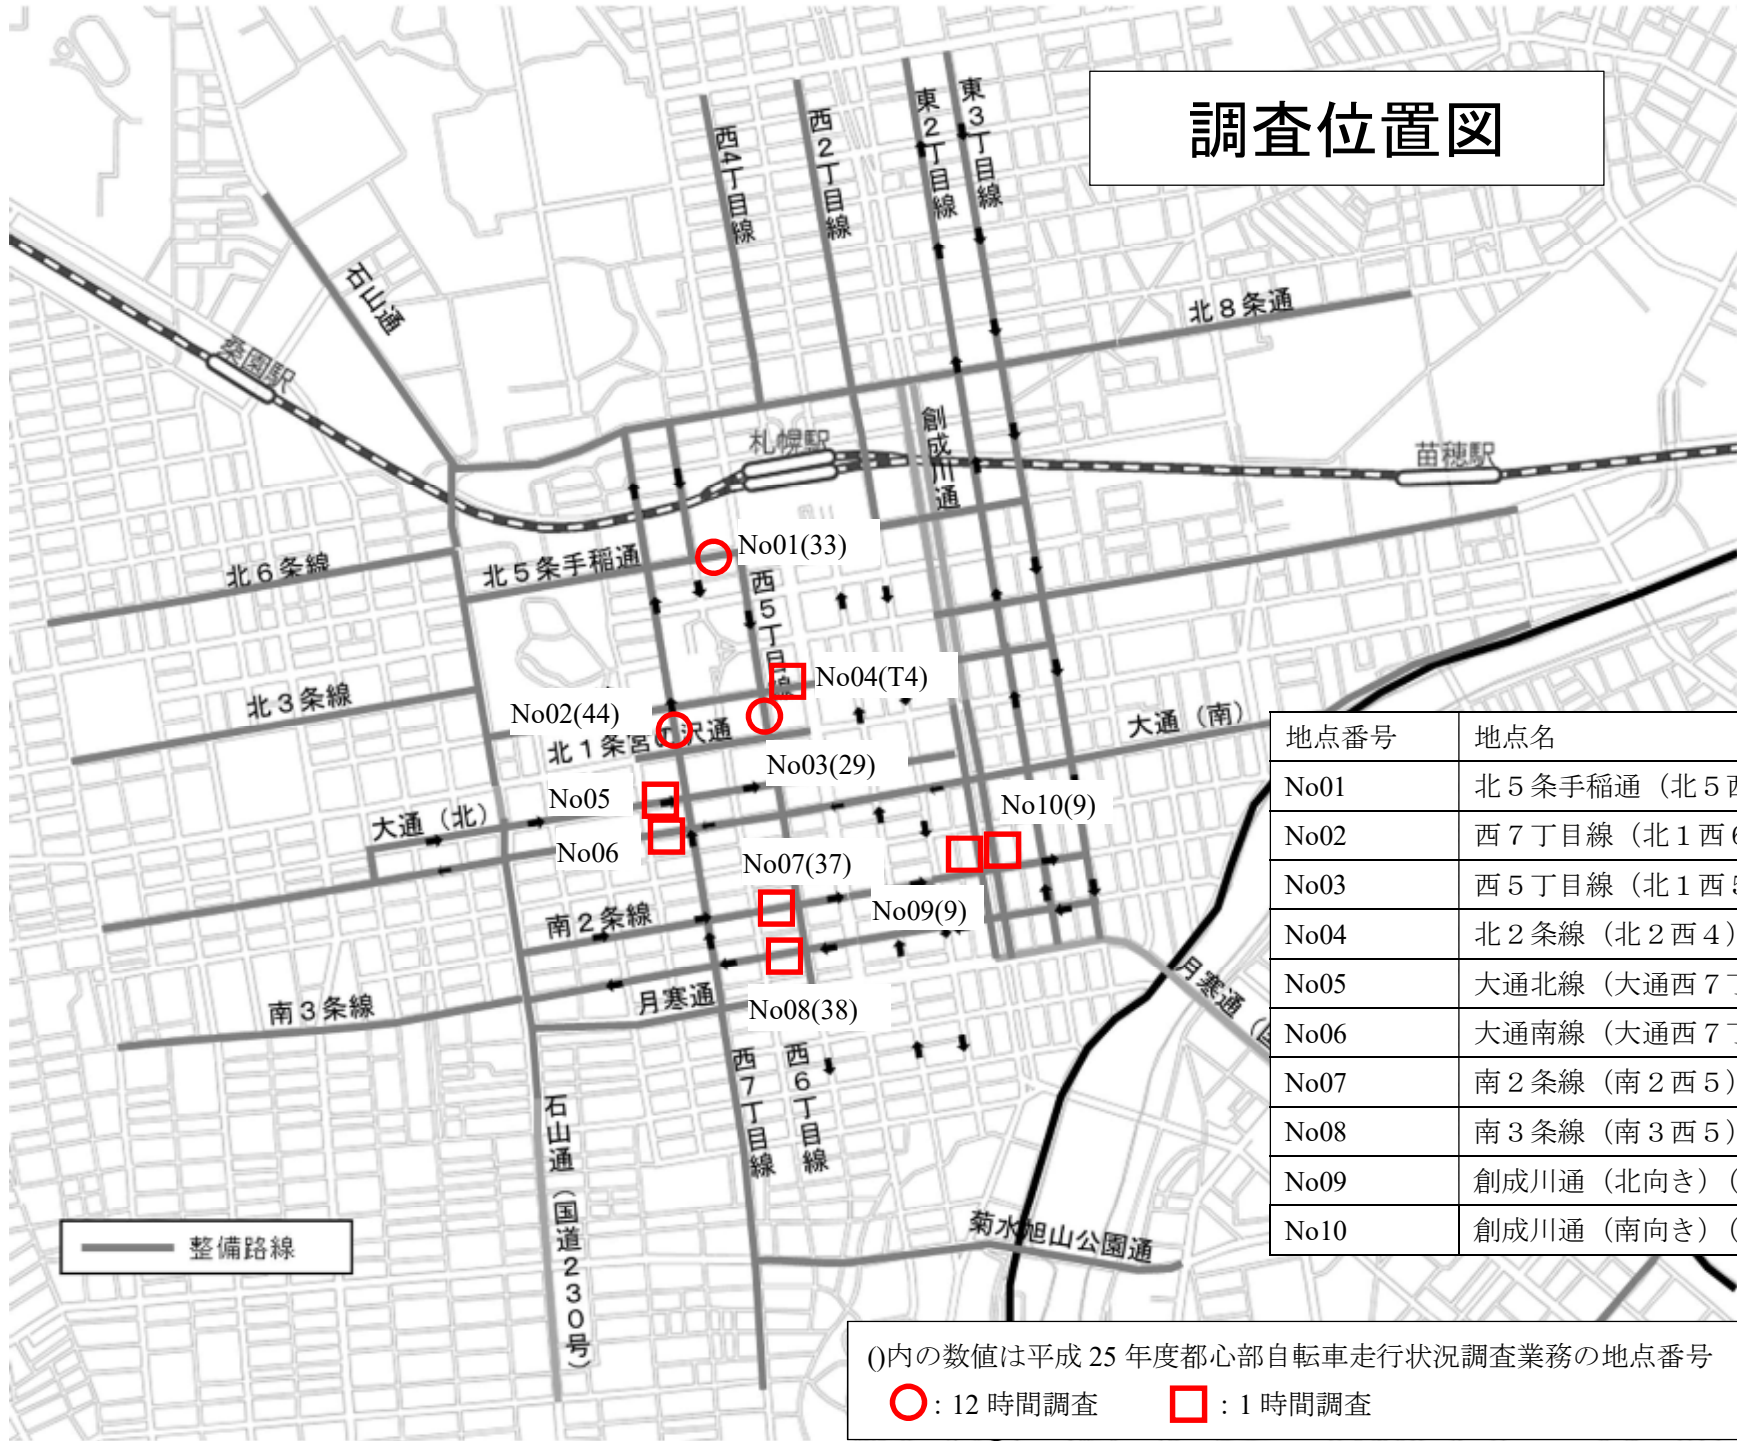 調査位置図
西4丁目線
西2丁目線
東2丁目線
東3丁目線
石山通
北8条通
桑園駅
札幌駅
創成川通
苗穂駅
No01(33)
北6条線
北5条手稲通
西5丁目線
No04(T4)
北3条線
No02(44)
北1条宮の沢通
大通（南）
No03(29)
No05
No10(9)
大通（北）
No06
No07(37)
南2条線
No09(9)
南3条線
月寒通
No08(38)
月寒通（国
西7丁目線
西6丁目線
石山通（国道230号）
菊水旭山公園通
整備路線
地点番号 地点名
No01 北５条手稲通（北５西
No02 西７丁目線（北１西６
No03 西５丁目線（北１西５
No04 北２条線（北２西４）
No05 大通北線（大通西７丁
No06 大通南線（大通西７丁
No07 南２条線（南２西５）
No08 南３条線（南３西５）
No09 創成川通（北向き）（
No10 創成川通（南向き）（
()内の数値は平成 25 年度都心部自転車走行状況調査業務の地点番号
：12 時間調査 ：1 時間調査